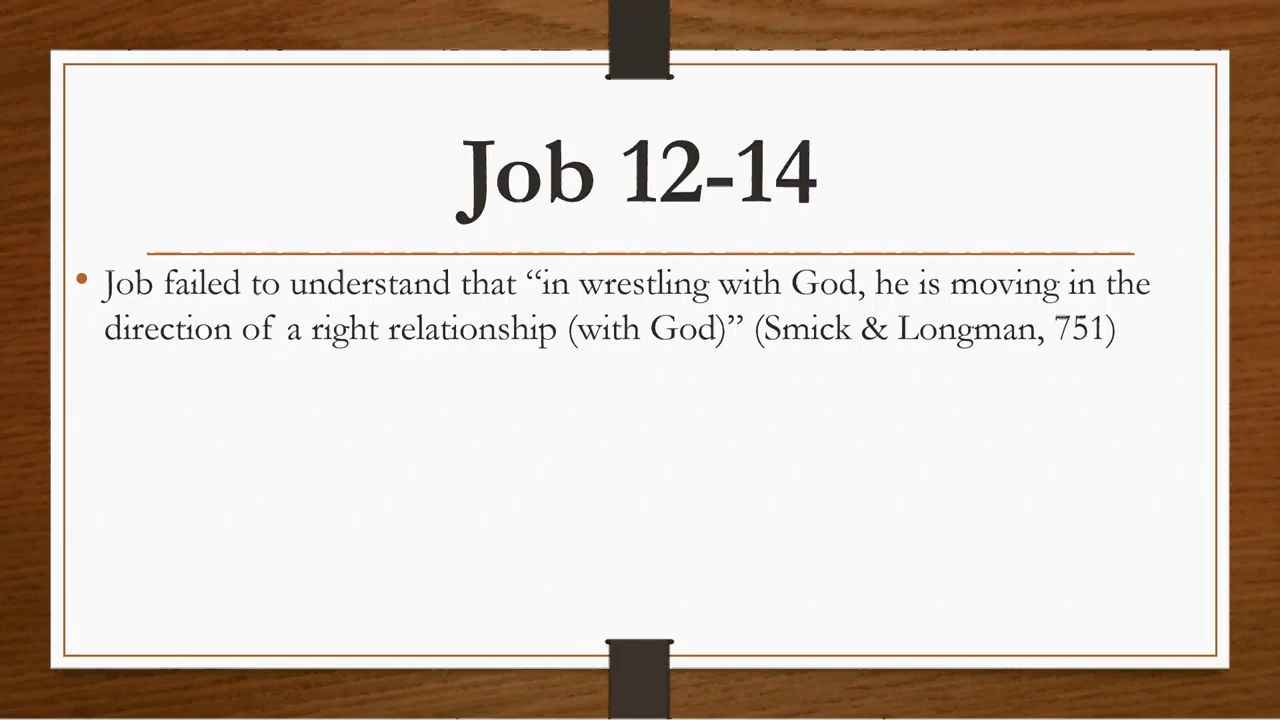 Job 12-14
• Job failed to understand that “in wrestling with God, he is moving in the
direction of a right relationship (with God)” (Smick & Longman, 751)